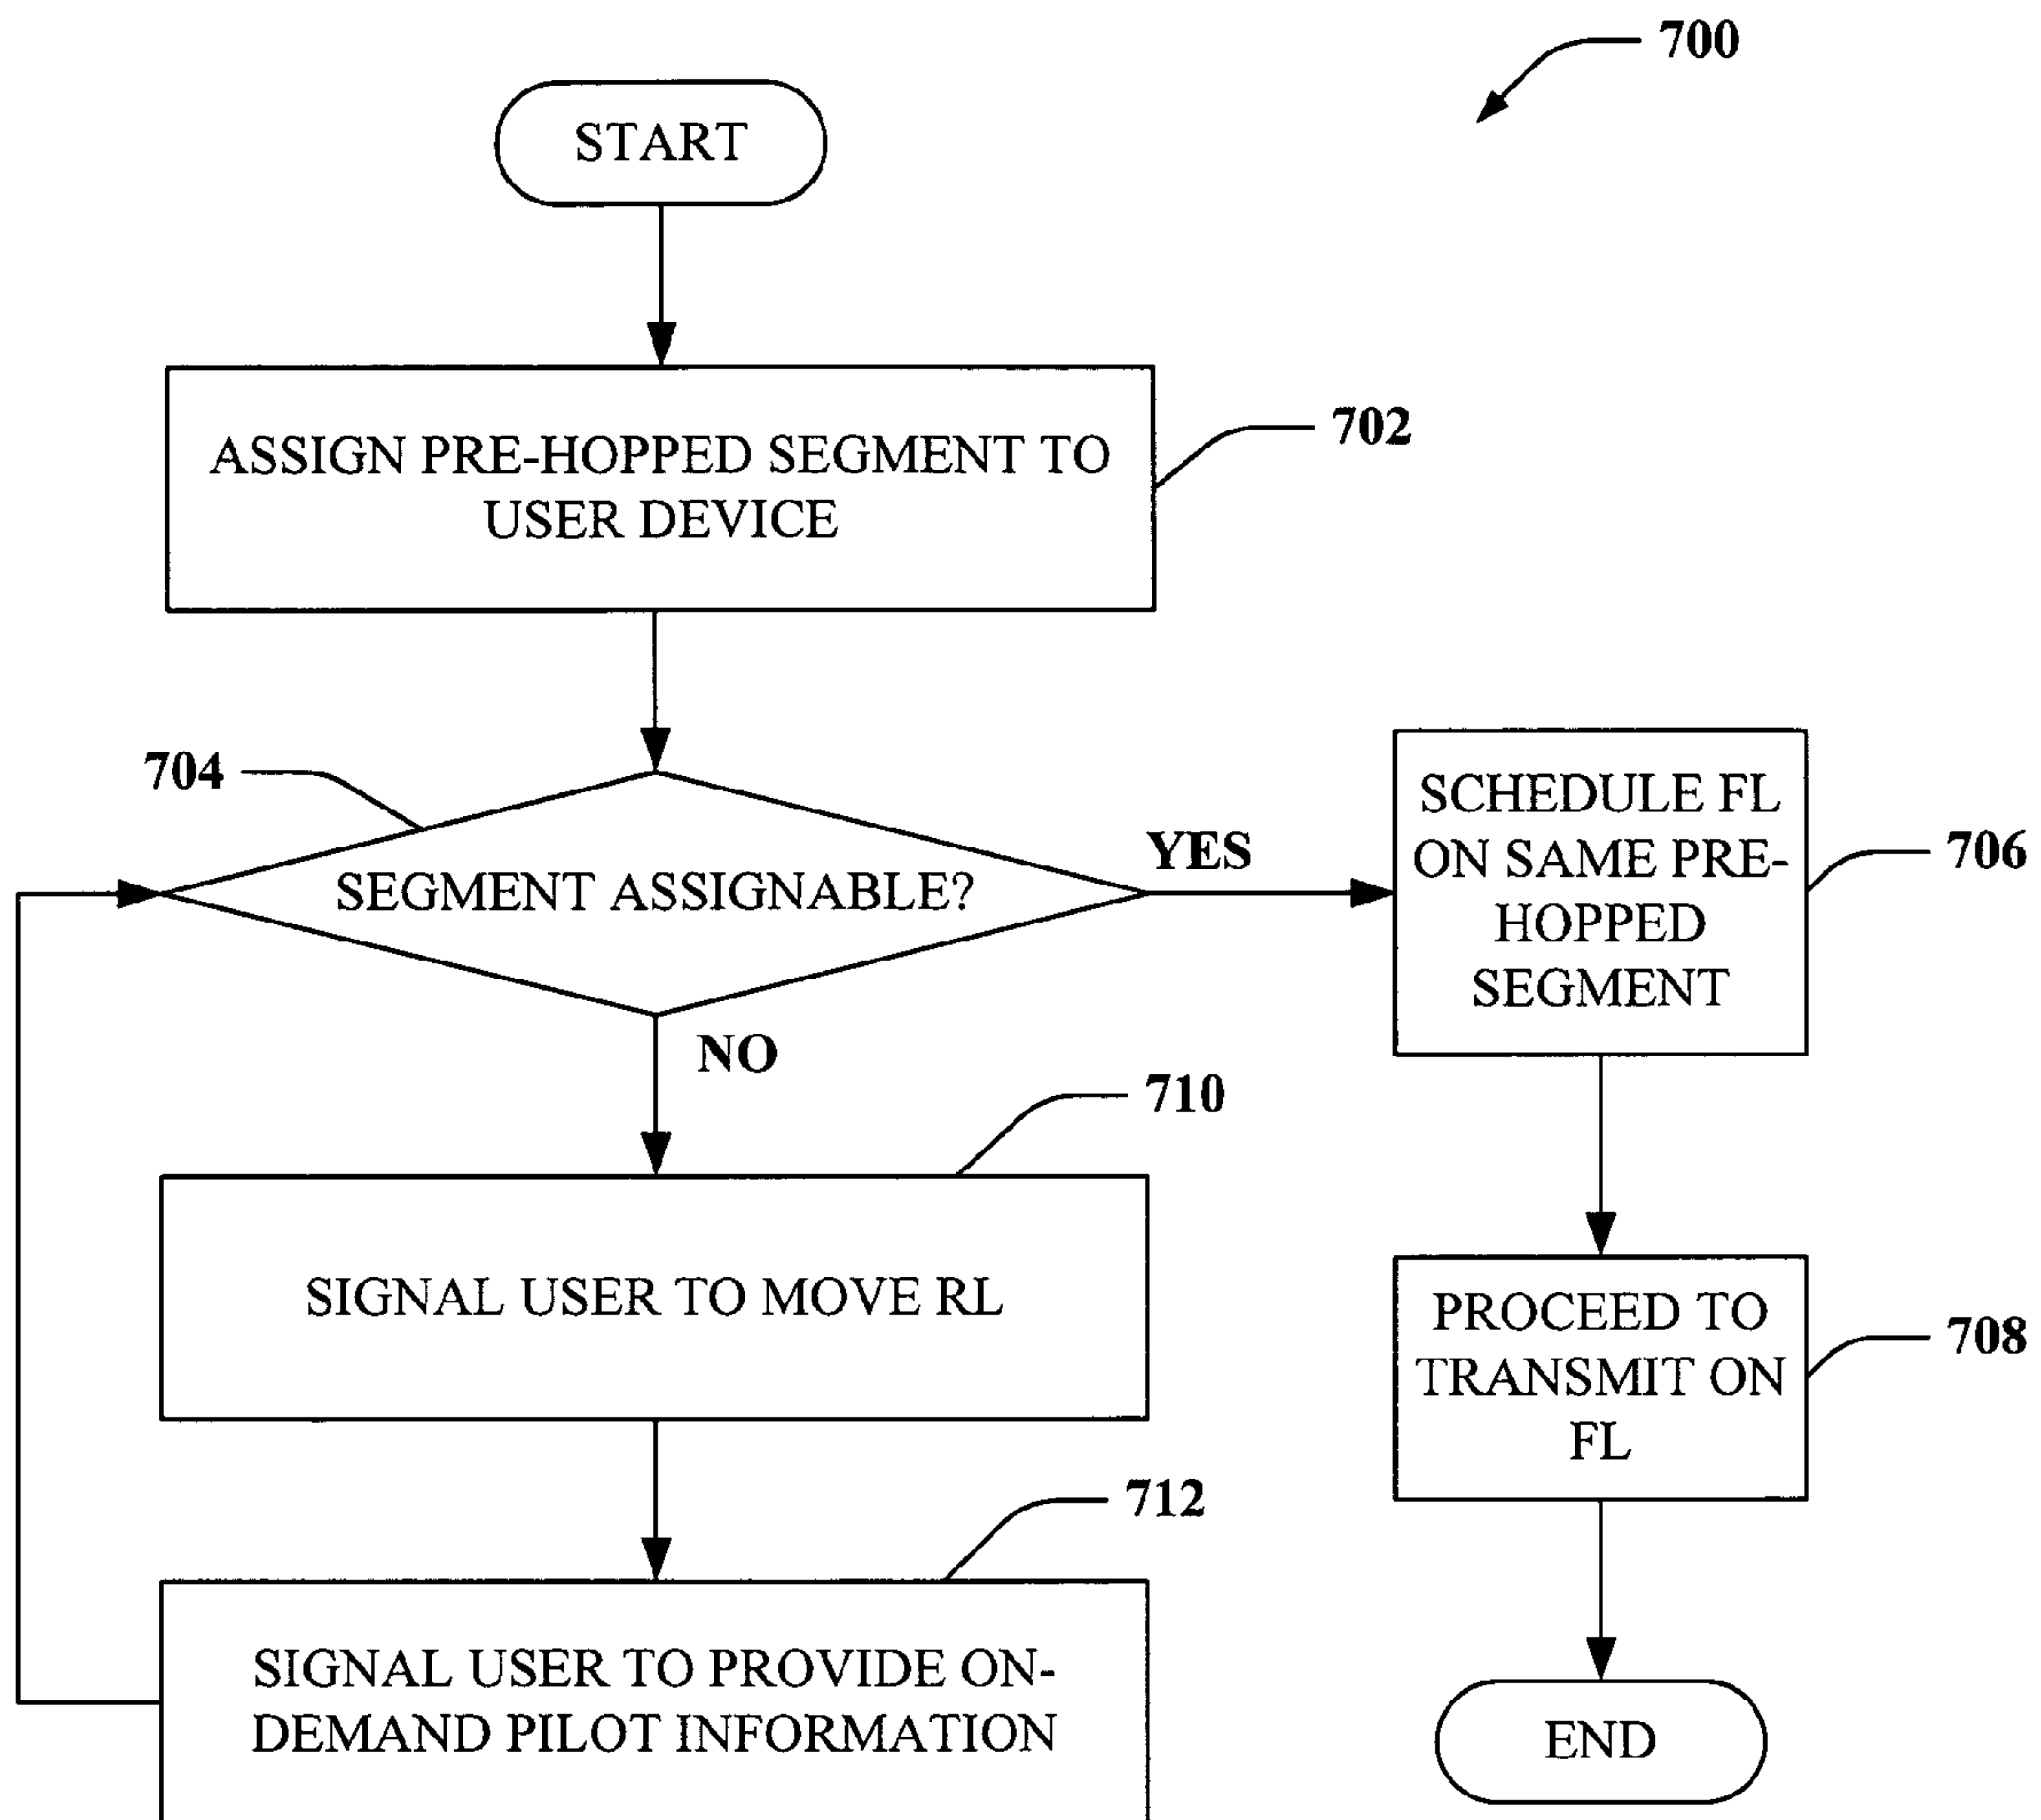 700
START
ASSIGN PRE-HOPPED SEGMENT TO
USER DEVICE
702
704
SEGMENT ASSIGNABLE?
YES
NO
SCHEDULE FL
ON SAME PRE-
HOPPED
SEGMENT
706
710
SIGNAL USER TO MOVE RL
PROCEED TO
TRANSMIT ON
FL
708
712
SIGNAL USER TO PROVIDE ON-
DEMAND PILOT INFORMATION
END